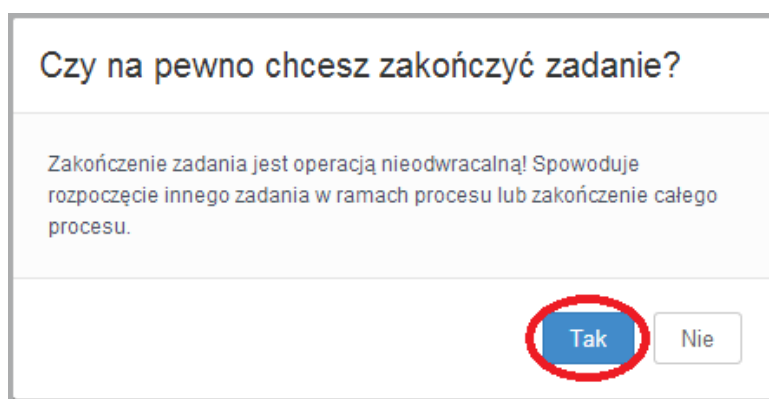 Czy na pewno chcesz zakończyć zadanie?
Zakończenie zadania jest operacją nieodwracalną! Spowoduje
rozpoczęcie innego zadania w ramach procesu lub zakończenie całego
procesu.
Tak Nie